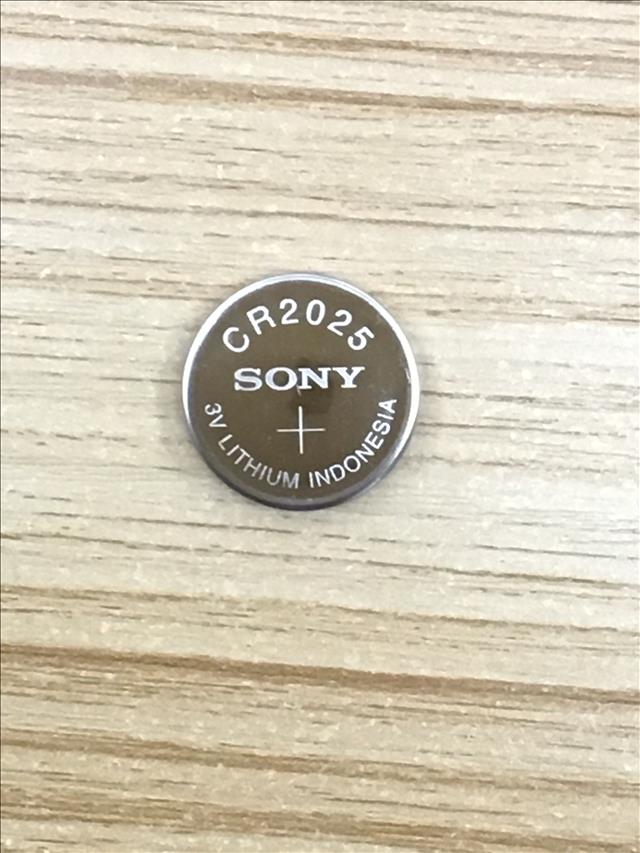 CR2025
SONY
+
3V LITHIUM INDONESIA